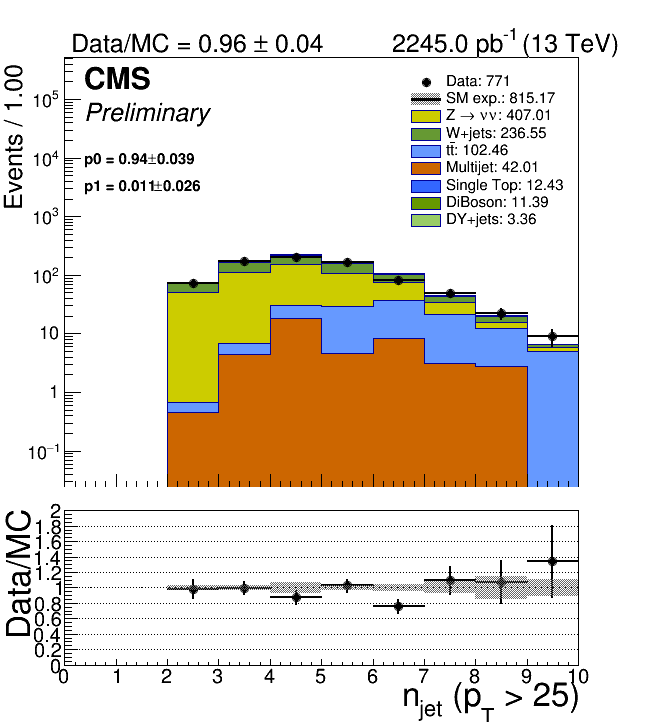 Data/MC = 0.96 ± 0.04
2245.0 pb⁻¹ (13 TeV)
CMS
Preliminary
p0 = 0.94±0.039
p1 = 0.011±0.026
Data: 771
SM exp.: 815.17
Z → νν: 407.01
W+jets: 236.55
tt̄: 102.46
Multijet: 42.01
Single Top: 12.43
DiBoson: 11.39
DY+jets: 3.36
Events / 1.00
10⁵
10⁴
10³
10²
10
1
10⁻¹
Data/MC
2
1.8
1.6
1.4
1.2
1
0.8
0.6
0.4
0.2
0
0 1 2 3 4 5 6 7 8 9 10
n_jet (p_T > 25)